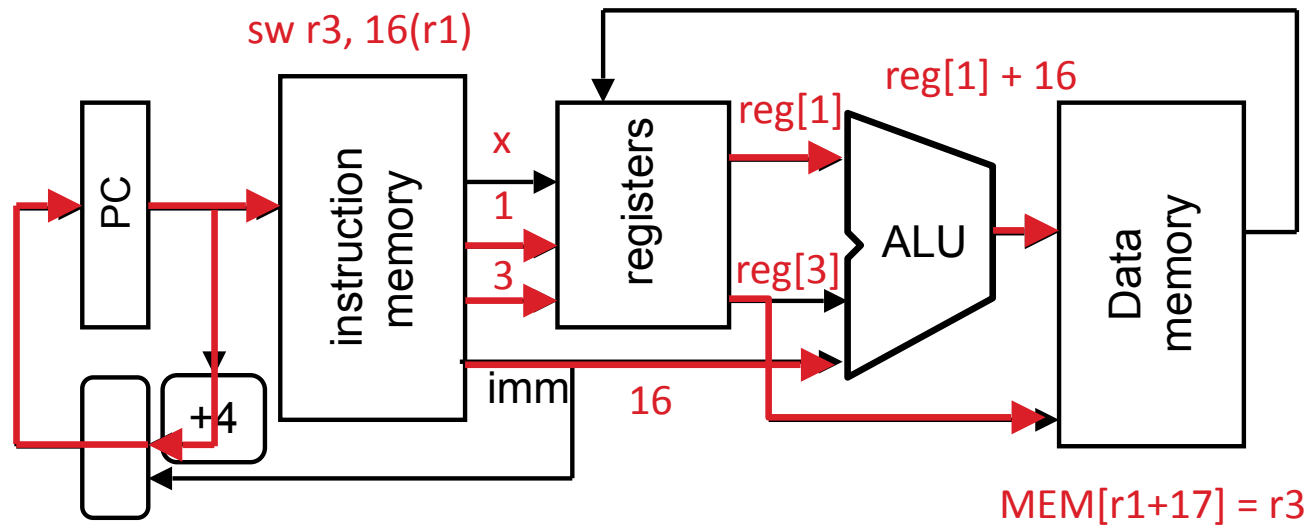 sw r3, 16(r1)
PC
+4
instruction
memory
x
1
3
imm
16
registers
reg[1]
reg[3]
ALU
reg[1] + 16
Data
memory
MEM[r1+17] = r3